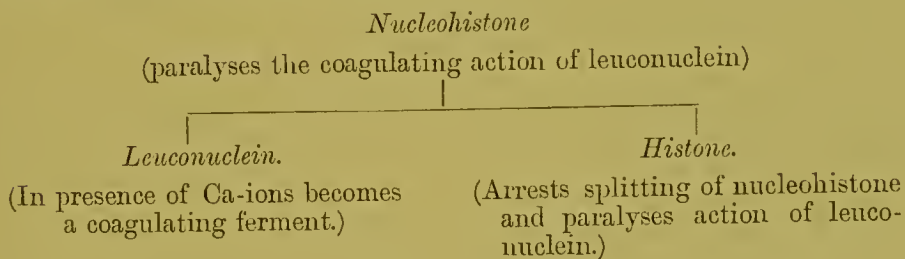 Nucleohistone
(paralyses the coagulating action of leuconuclein)
Leuconuclein.
(In presence of Ca-ions becomes
a coagulating ferment.)
Histone.
(Arrests splitting of nucleohistone
and paralyses action of leuco-
nuclein.)